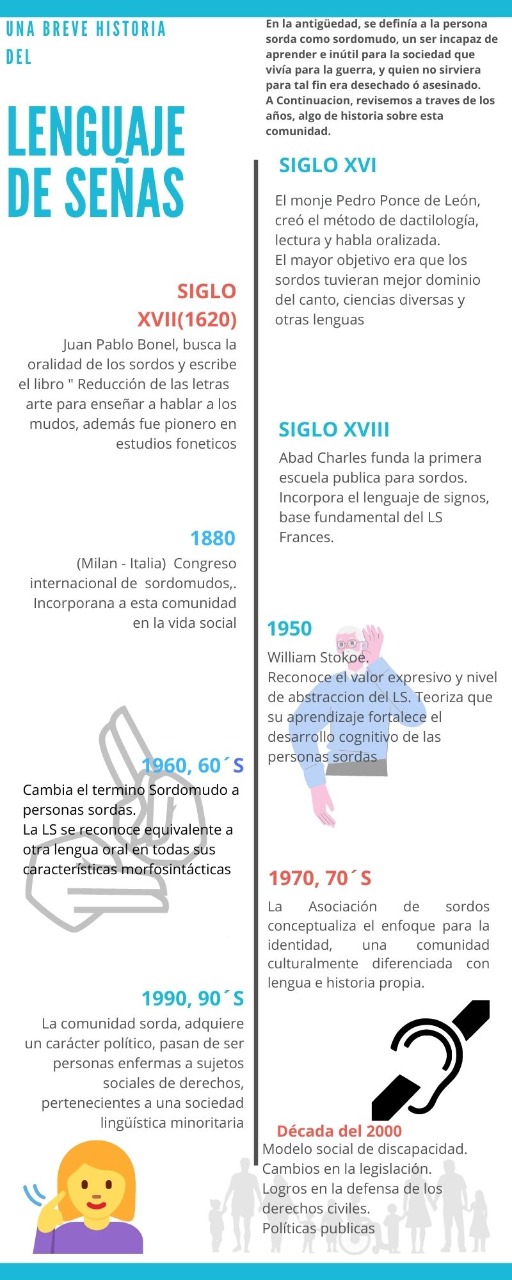 UNA BREVE HISTORIA
DEL
LENGUAJE
DE SEÑAS
En la antigüedad, se definía a la persona
sorda como sordomudo, un ser incapaz de
aprender e inútil para la sociedad que
vivía para la guerra, y quien no sirviera
para tal fin era desechado ó asesinado.
A Continuacion, revisemos a traves de los
años, algo de historia sobre esta
comunidad.
SIGLO XVI
El monje Pedro Ponce de León,
creó el método de dactilología,
lectura y habla oralizada.
El mayor objetivo era que los
sordos tuvieran mejor dominio
del canto, ciencias diversas y
otras lenguas
SIGLO
XVII(1620)
Juan Pablo Bonel, busca la
oralidad de los sordos y escribe
el libro " Reducción de las letras
arte para enseñar a hablar a los
mudos, además fue pionero en
estudios foneticos
SIGLO XVIII
Abad Charles funda la primera
escuela publica para sordos.
Incorpora el lenguaje de signos,
base fundamental del LS
Frances.
1880
(Milan - Italia) Congreso
internacional de sordomudos,.
Incorporana a esta comunidad
en la vida social
1950
William Stokoe.
Reconoce el valor expresivo y nivel
de abstraccion del LS. Teoriza que
su aprendizaje fortalece el
desarrollo cognitivo de las
personas sordas
1960, 60´S
Cambia el termino Sordomudo a
personas sordas.
La LS se reconoce equivalente a
otra lengua oral en todas sus
características morfosintácticas
1970, 70´S
La Asociación de sordos
conceptualiza el enfoque para la
identidad, una comunidad
culturalmente diferenciada con
lengua e historia propia.
1990, 90´S
La comunidad sorda, adquiere
un carácter político, pasan de ser
personas enfermas a sujetos
sociales de derechos,
pertenecientes a una sociedad
lingüística minoritaria
Década del 2000
Modelo social de discapacidad.
Cambios en la legislación.
Logros en la defensa de los
derechos civiles.
Políticas publicas